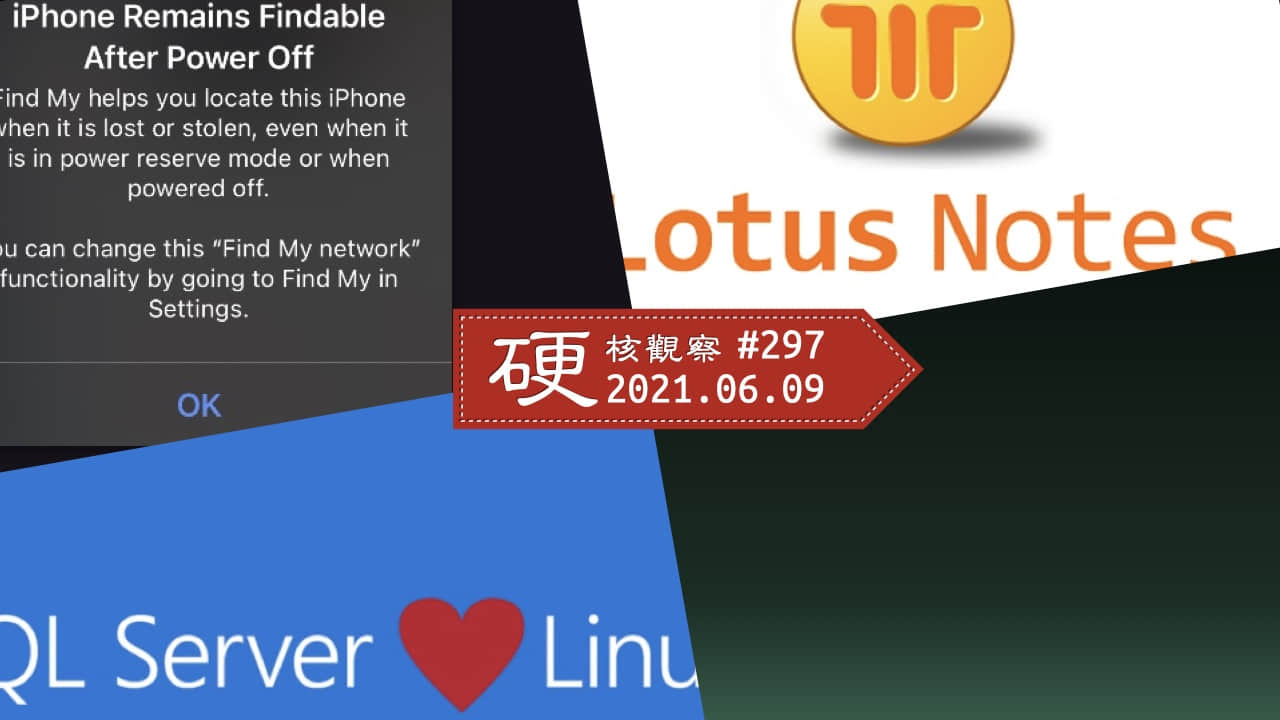 iPhone Remains Findable
After Power Off
Find My helps you locate this iPhone
when it is lost or stolen, even when it
is in power reserve mode or when
powered off.
ou can change this “Find My network”
functionality by going to Find My in
Settings.
OK
Lotus Notes
硬
核觀察 #297
2021.06.09
QL Server ❤ Linu